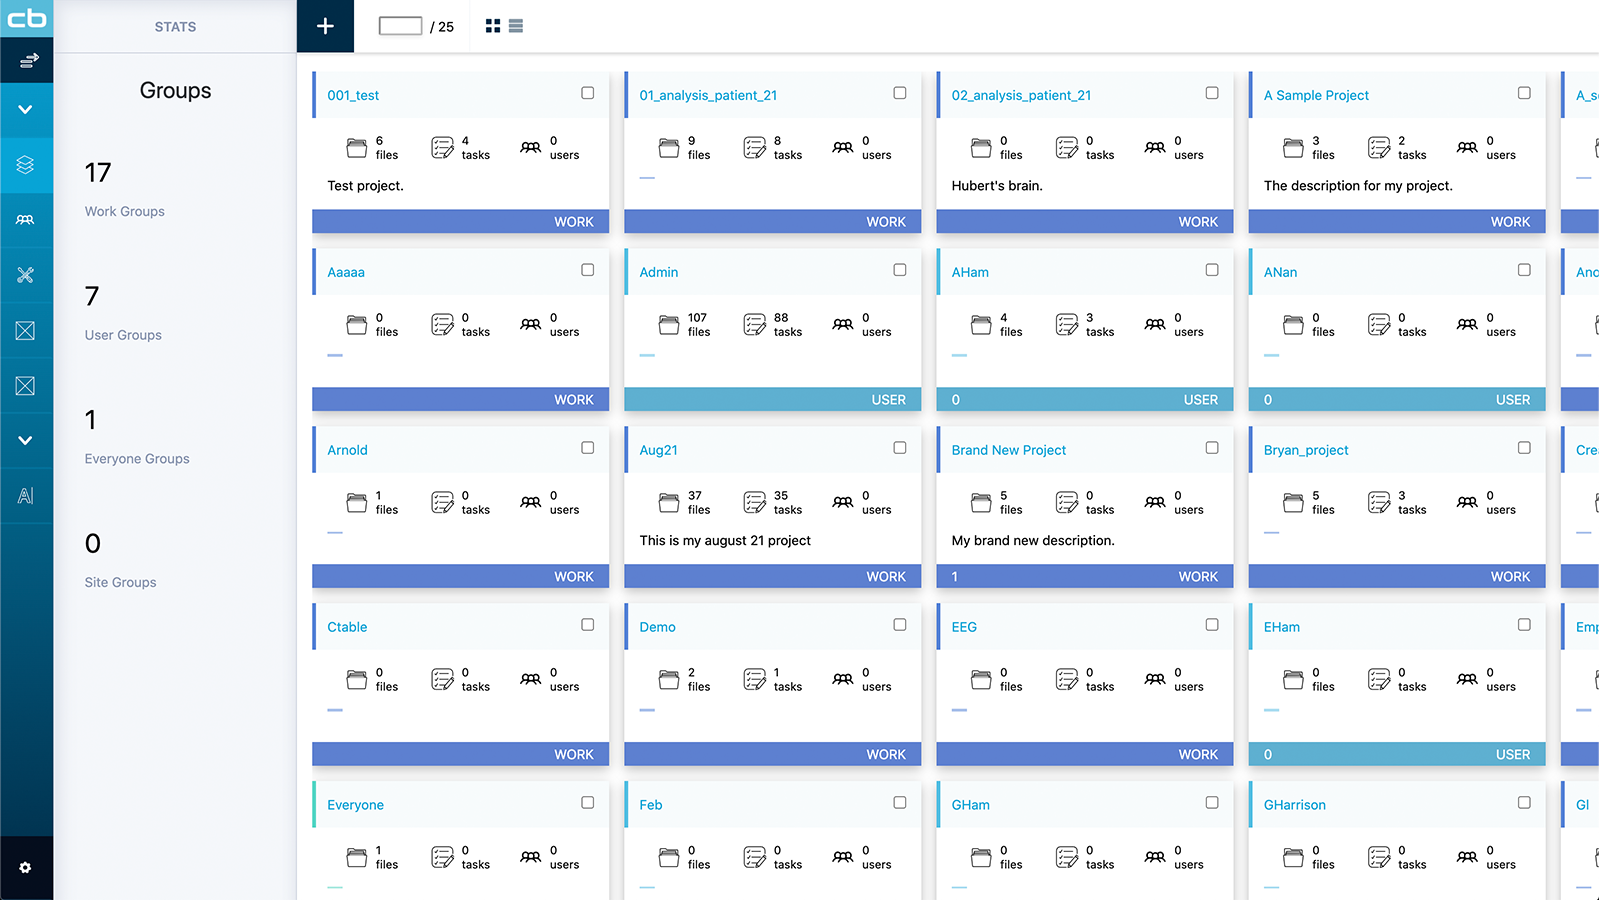 cb
STATS
Groups
17
Work Groups
7
User Groups
1
Everyone Groups
0
Site Groups
/ 25
001_test
6 files 4 tasks 0 users
Test project.
WORK
01_analysis_patient_21
9 files 8 tasks 0 users
WORK
02_analysis_patient_21
0 files 0 tasks 0 users
Hubert's brain.
WORK
A Sample Project
3 files 2 tasks 0 users
The description for my project.
WORK
Aaaaa
0 files 0 tasks 0 users
WORK
Admin
107 files 88 tasks 0 users
USER
AHam
4 files 3 tasks 0 users
0 USER
ANan
0 files 0 tasks 0 users
0 USER
Arnold
1 files 0 tasks 0 users
WORK
Aug21
37 files 35 tasks 0 users
This is my august 21 project
WORK
Brand New Project
5 files 0 tasks 0 users
My brand new description.
1 WORK
Bryan_project
5 files 3 tasks 0 users
WORK
Ctable
0 files 0 tasks 0 users
WORK
Demo
2 files 1 tasks 0 users
WORK
EEG
0 files 0 tasks 0 users
WORK
EHam
0 files 0 tasks 0 users
0 USER
Everyone
1 files 0 tasks 0 users
Feb
0 files 0 tasks 0 users
GHam
0 files 0 tasks 0 users
GHarrison
0 files 0 tasks 0 users